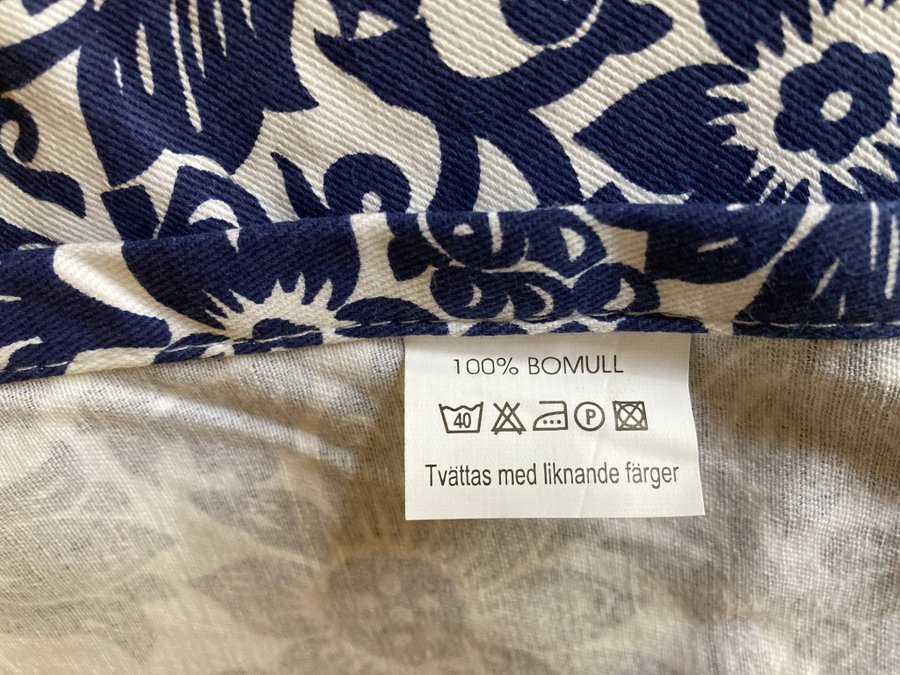 100% BOMULL
40 P
Tvättas med liknande färger